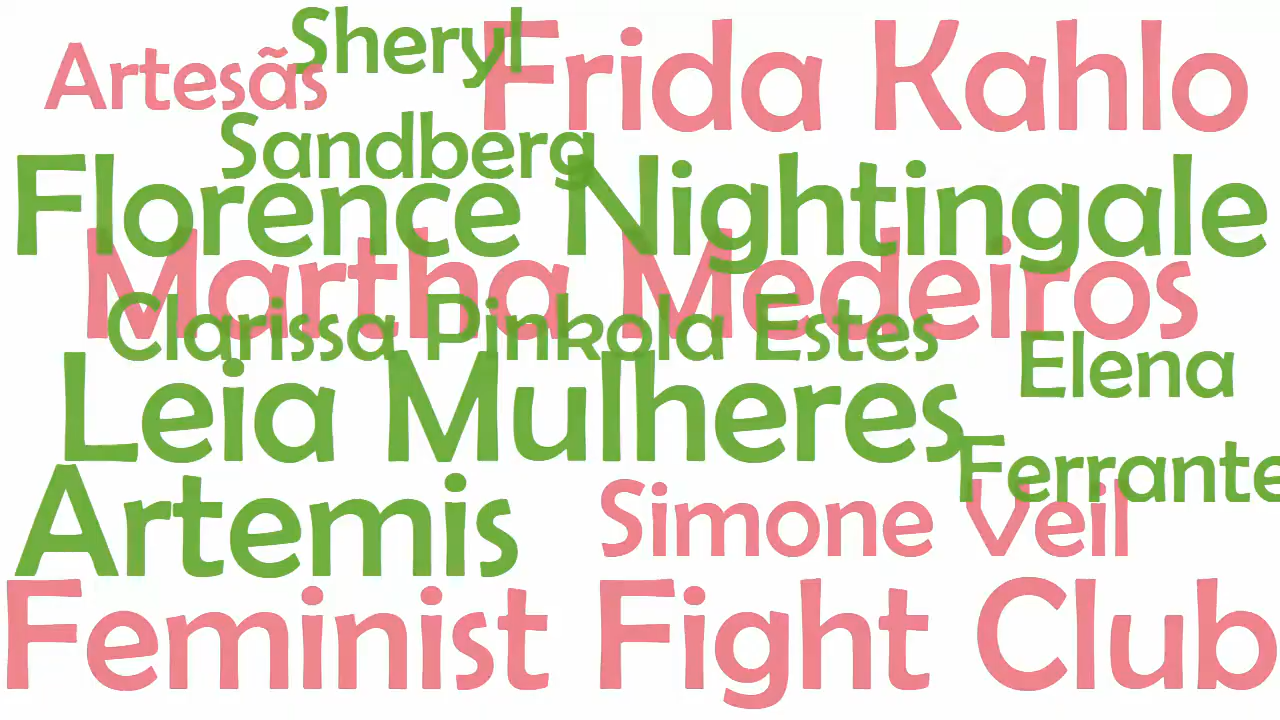 Sheryl
Artesãs
Frida Kahlo
Sandberg
Florence Nightingale
Martha Medeiros
Clarissa Pinkola Estes
Elena
Leia Mulheres
Ferrante
Artemis
Simone Veil
Feminist Fight Club